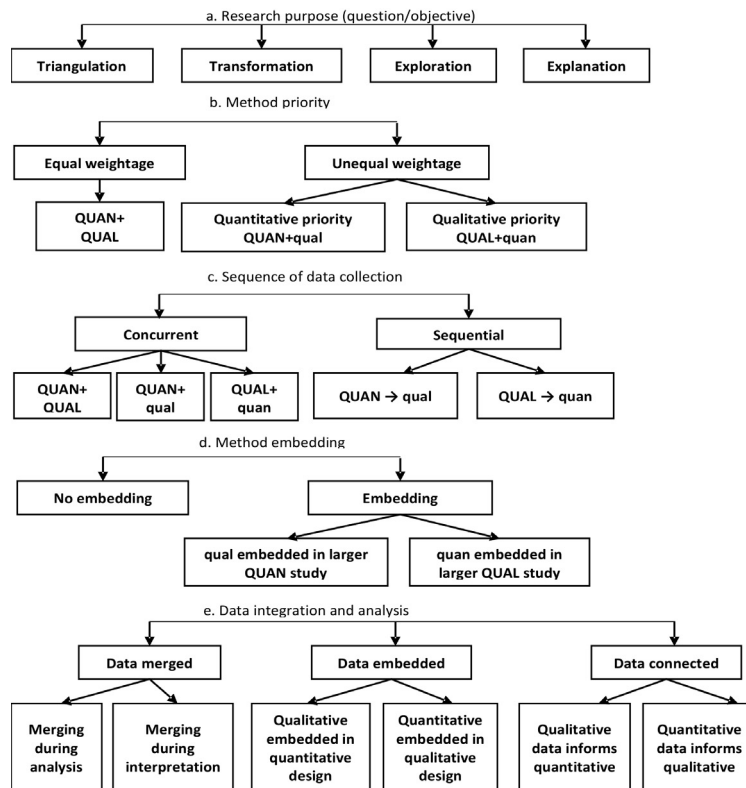 a. Research purpose (question/objective)
Triangulation
Transformation
Exploration
Explanation
b. Method priority
Equal weightage
Unequal weightage
QUAN+
QUAL
Quantitative priority
QUAN+qual
Qualitative priority
QUAL+quan
c. Sequence of data collection
Concurrent
Sequential
QUAN+
QUAL
QUAN+
qual
QUAL+
quan
QUAN → qual
QUAL → quan
d. Method embedding
No embedding
Embedding
qual embedded in larger
QUAN study
quan embedded in
larger QUAL study
e. Data integration and analysis
Data merged
Data embedded
Data connected
Merging
during
analysis
Merging
during
interpretation
Qualitative
embedded in
quantitative
design
Quantitative
embedded in
qualitative
design
Qualitative
data informs
quantitative
Quantitative
data informs
qualitative